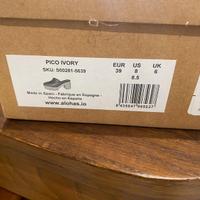 PICO IVORY
SKU: S00261-5639
EUR US UK
39 8 6
8.5
Made in Spain - Fabriqué en Espagne -
Hecho en España
www.alohas.io